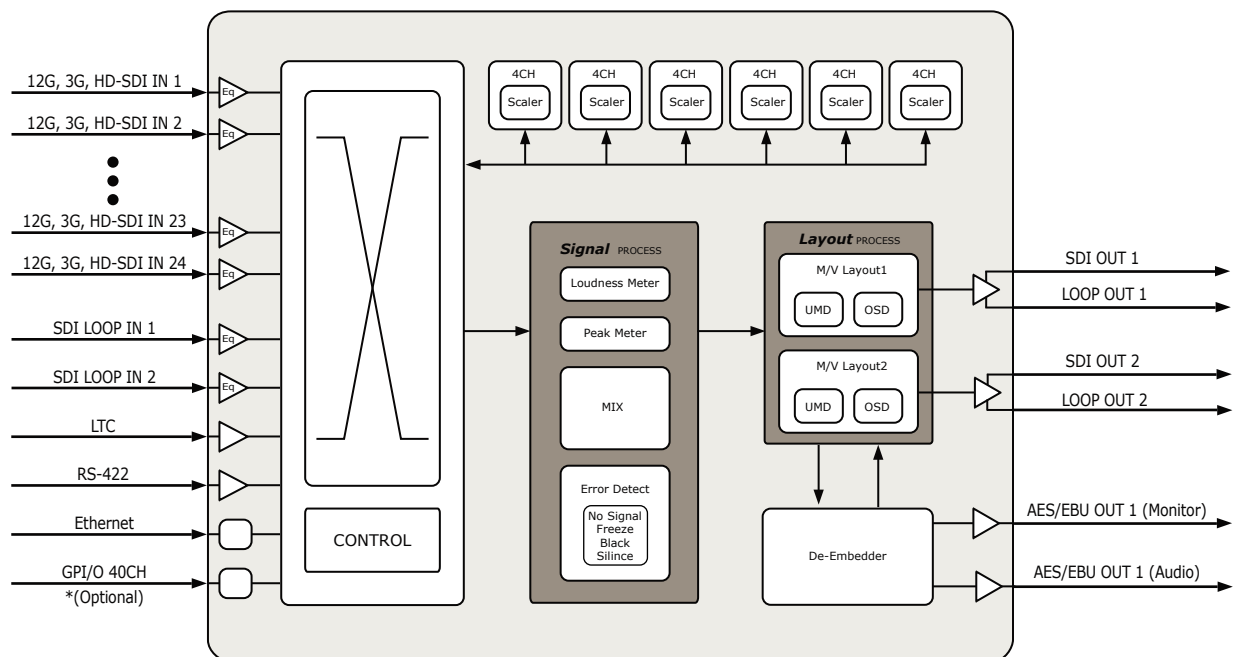 12G, 3G, HD-SDI IN 1
12G, 3G, HD-SDI IN 2
12G, 3G, HD-SDI IN 23
12G, 3G, HD-SDI IN 24
SDI LOOP IN 1
SDI LOOP IN 2
LTC
RS-422
Ethernet
GPI/O 40CH
*(Optional)
Eq
Eq
Eq
Eq
Eq
Eq
CONTROL
4CH
Scaler
4CH
Scaler
4CH
Scaler
4CH
Scaler
4CH
Scaler
4CH
Scaler
Signal PROCESS
Loudness Meter
Peak Meter
MIX
Error Detect
No Signal
Freeze
Black
Silince
Layout PROCESS
M/V Layout1
UMD
OSD
M/V Layout2
UMD
OSD
De-Embedder
SDI OUT 1
LOOP OUT 1
SDI OUT 2
LOOP OUT 2
AES/EBU OUT 1 (Monitor)
AES/EBU OUT 1 (Audio)